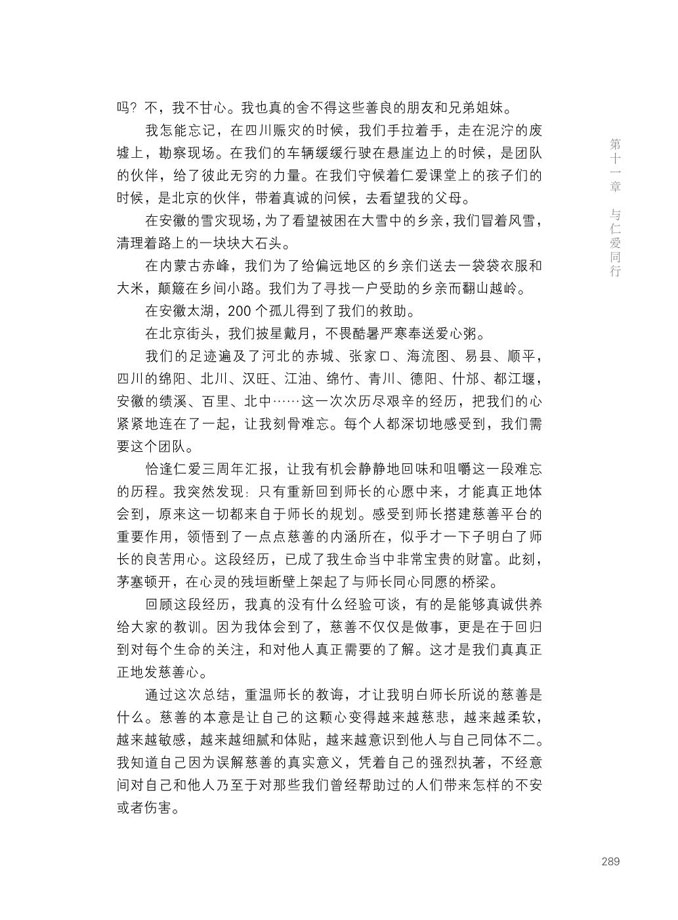 吗？不，我不甘心。我也真的舍不得这些善良的朋友和兄弟姐妹。
我怎能忘记，在四川赈灾的时候，我们手拉着手，走在泥泞的废
墟上，勘察现场。在我们的车辆缓缓行驶在悬崖边上的时候，是团队
的伙伴，给了彼此无穷的力量。在我们守候着仁爱课堂上的孩子们的
时候，是北京的伙伴，带着真诚的问候，去看望我的父母。
在安徽的雪灾现场，为了看望被困在大雪中的乡亲，我们冒着风雪，
清理着路上的一块块大石头。
在内蒙古赤峰，我们为了给偏远地区的乡亲们送去一袋袋衣服和
大米，颠簸在乡间小路。我们为了寻找一户受助的乡亲而翻山越岭。
在安徽太湖，200 个孤儿得到了我们的救助。
在北京街头，我们披星戴月，不畏酷暑严寒奉送爱心粥。
我们的足迹遍及了河北的赤城、张家口、海流图、易县、顺平，
四川的绵阳、北川、汉旺、江油、绵竹、青川、德阳、什邡、都江堰，
安徽的绩溪、百里、北中……这一次次历尽艰辛的经历，把我们的心
紧紧地连在了一起，让我刻骨难忘。每个人都深切地感受到，我们需
要这个团队。
恰逢仁爱三周年汇报，让我有机会静静地回味和咀嚼这一段难忘
的历程。我突然发现：只有重新回到师长的心愿中来，才能真正地体
会到，原来这一切都来自于师长的规划。感受到师长搭建慈善平台的
重要作用，领悟到了一点点慈善的内涵所在，似乎才一下子明白了师
长的良苦用心。这段经历，已成了我生命当中非常宝贵的财富。此刻，
茅塞顿开，在心灵的残垣断壁上架起了与师长同心同愿的桥梁。
回顾这段经历，我真的没有什么经验可谈，有的是能够真诚供养
给大家的教训。因为我体会到了，慈善不仅仅是做事，更是在于回归
到对每个生命的关注，和对他人真正需要的了解。这才是我们真真正
正地发慈善心。
通过这次总结，重温师长的教诲，才让我明白师长所说的慈善是
什么。慈善的本意是让自己的这颗心变得越来越慈悲，越来越柔软，
越来越敏感，越来越细腻和体贴，越来越意识到他人与自己同体不二。
我知道自己因为误解慈善的真实意义，凭着自己的强烈执著，不经意
间对自己和他人乃至于对那些我们曾经帮助过的人们带来怎样的不安
或者伤害。
第十一章 与仁爱同行
289